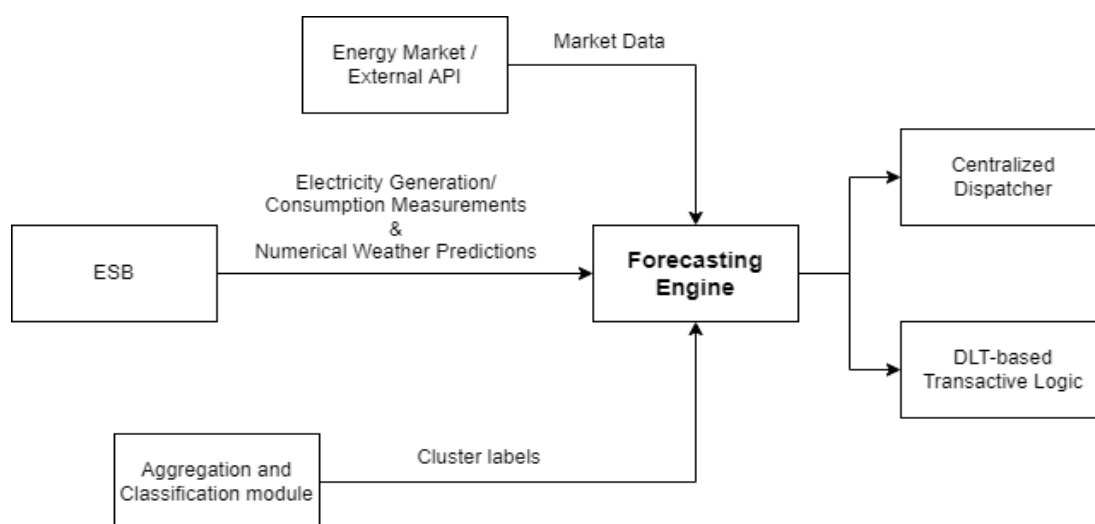 Energy Market /
External API
Market Data
Centralized
Dispatcher
Electricity Generation/
Consumption Measurements
&
Numerical Weather Predictions
ESB
Forecasting
Engine
DLT-based
Transactive Logic
Aggregation and
Classification module
Cluster labels